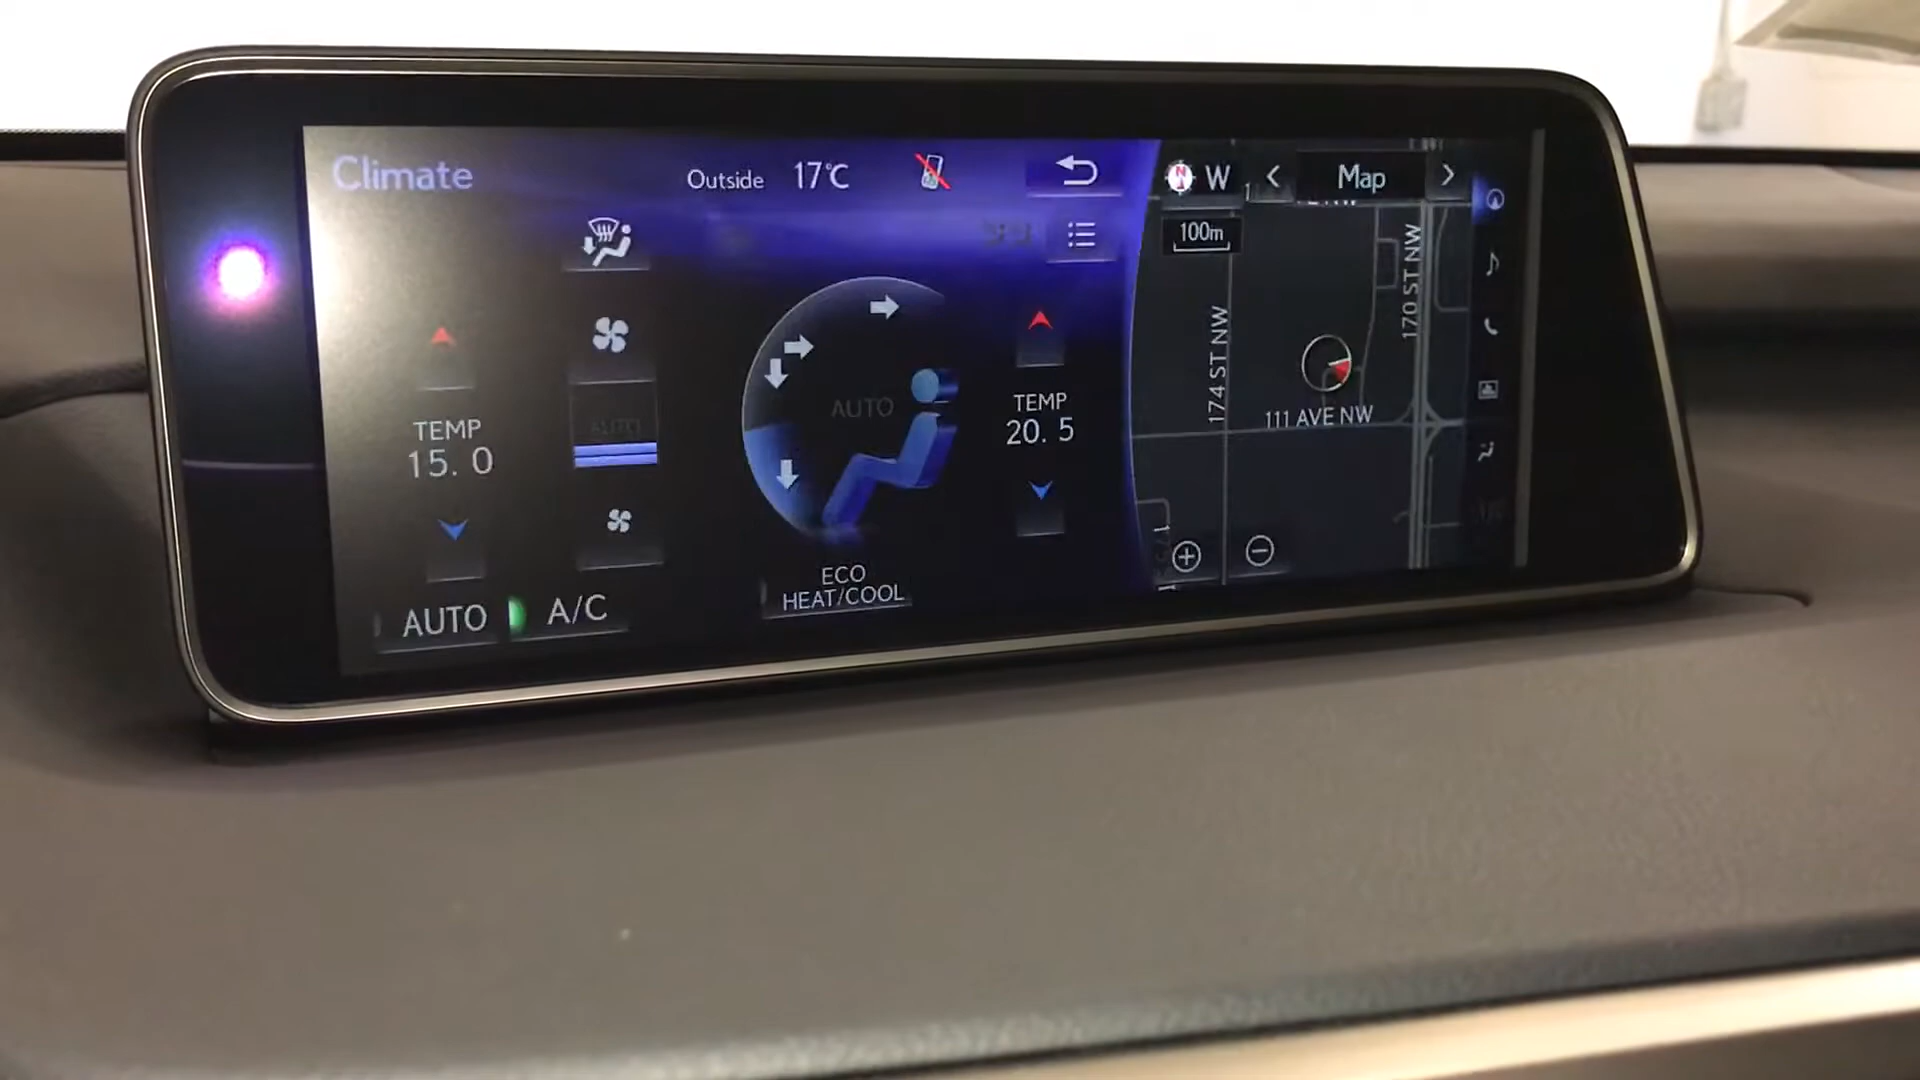 Climate
Outside 17°C
TEMP
15.0
AUTO
AUTO
TEMP
20.5
AUTO
A/C
ECO
HEAT/COOL
W
Map
100m
174 ST NW
170 ST NW
111 AVE NW